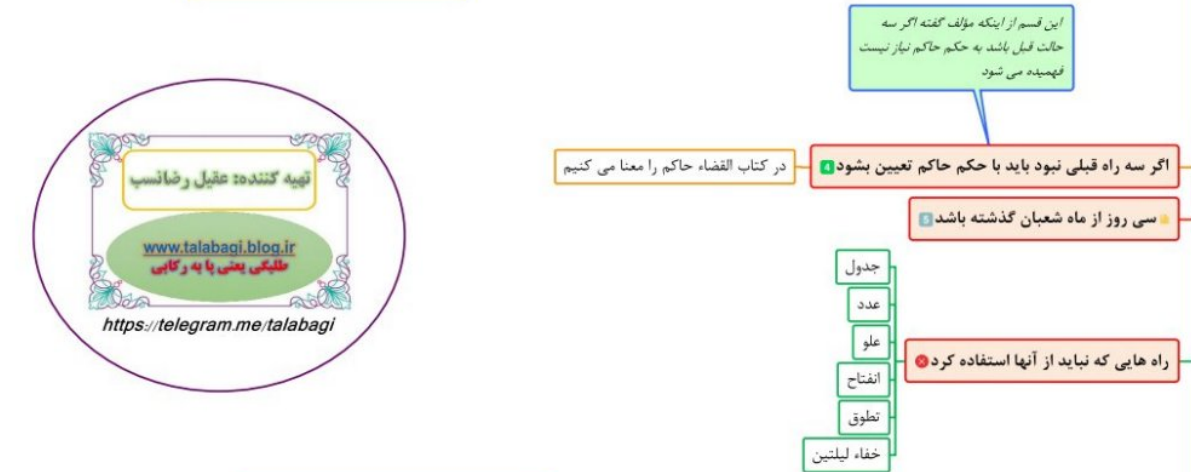 این قسم از اینکه مؤلف گفته اگر سه
حالت قبل باشد به حکم حاکم نیاز نیست
فهمیده می شود
اگر سه راه قبلی نبود باید با حکم حاکم تعیین بشود 4
در کتاب القضاء حاکم را معنا می کنیم
سی روز از ماه شعبان گذشته باشد 5
راه هایی که نباید از آنها استفاده کرد
جدول
عدد
علو
انفتاح
تطوق
خفاء لیلتین
تهیه کننده: عقیل رضانسب
www.talabagi.blog.ir
طلبگی یعنی پا به رکابی
https://telegram.me/talabagi